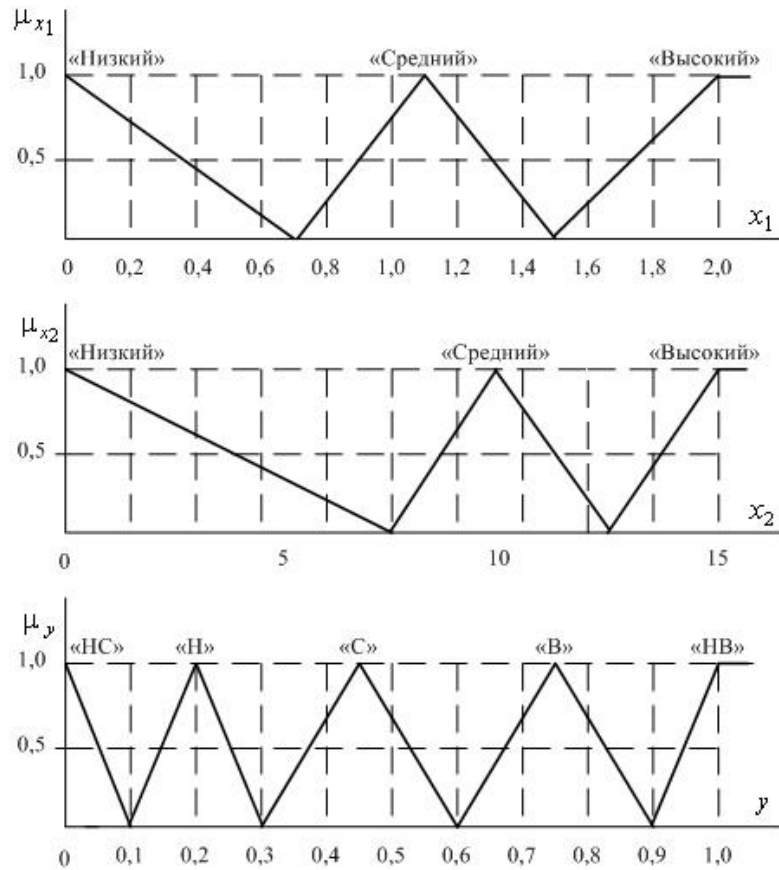 μx1
«Низкий» «Средний» «Высокий»
1,0
0,5
x1
0 0,2 0,4 0,6 0,8 1,0 1,2 1,4 1,6 1,8 2,0
μx2
«Низкий» «Средний» «Высокий»
1,0
0,5
x2
0 5 10 15
μy
«НС» «Н» «С» «В» «НВ»
1,0
0,5
y
0 0,1 0,2 0,3 0,4 0,5 0,6 0,7 0,8 0,9 1,0